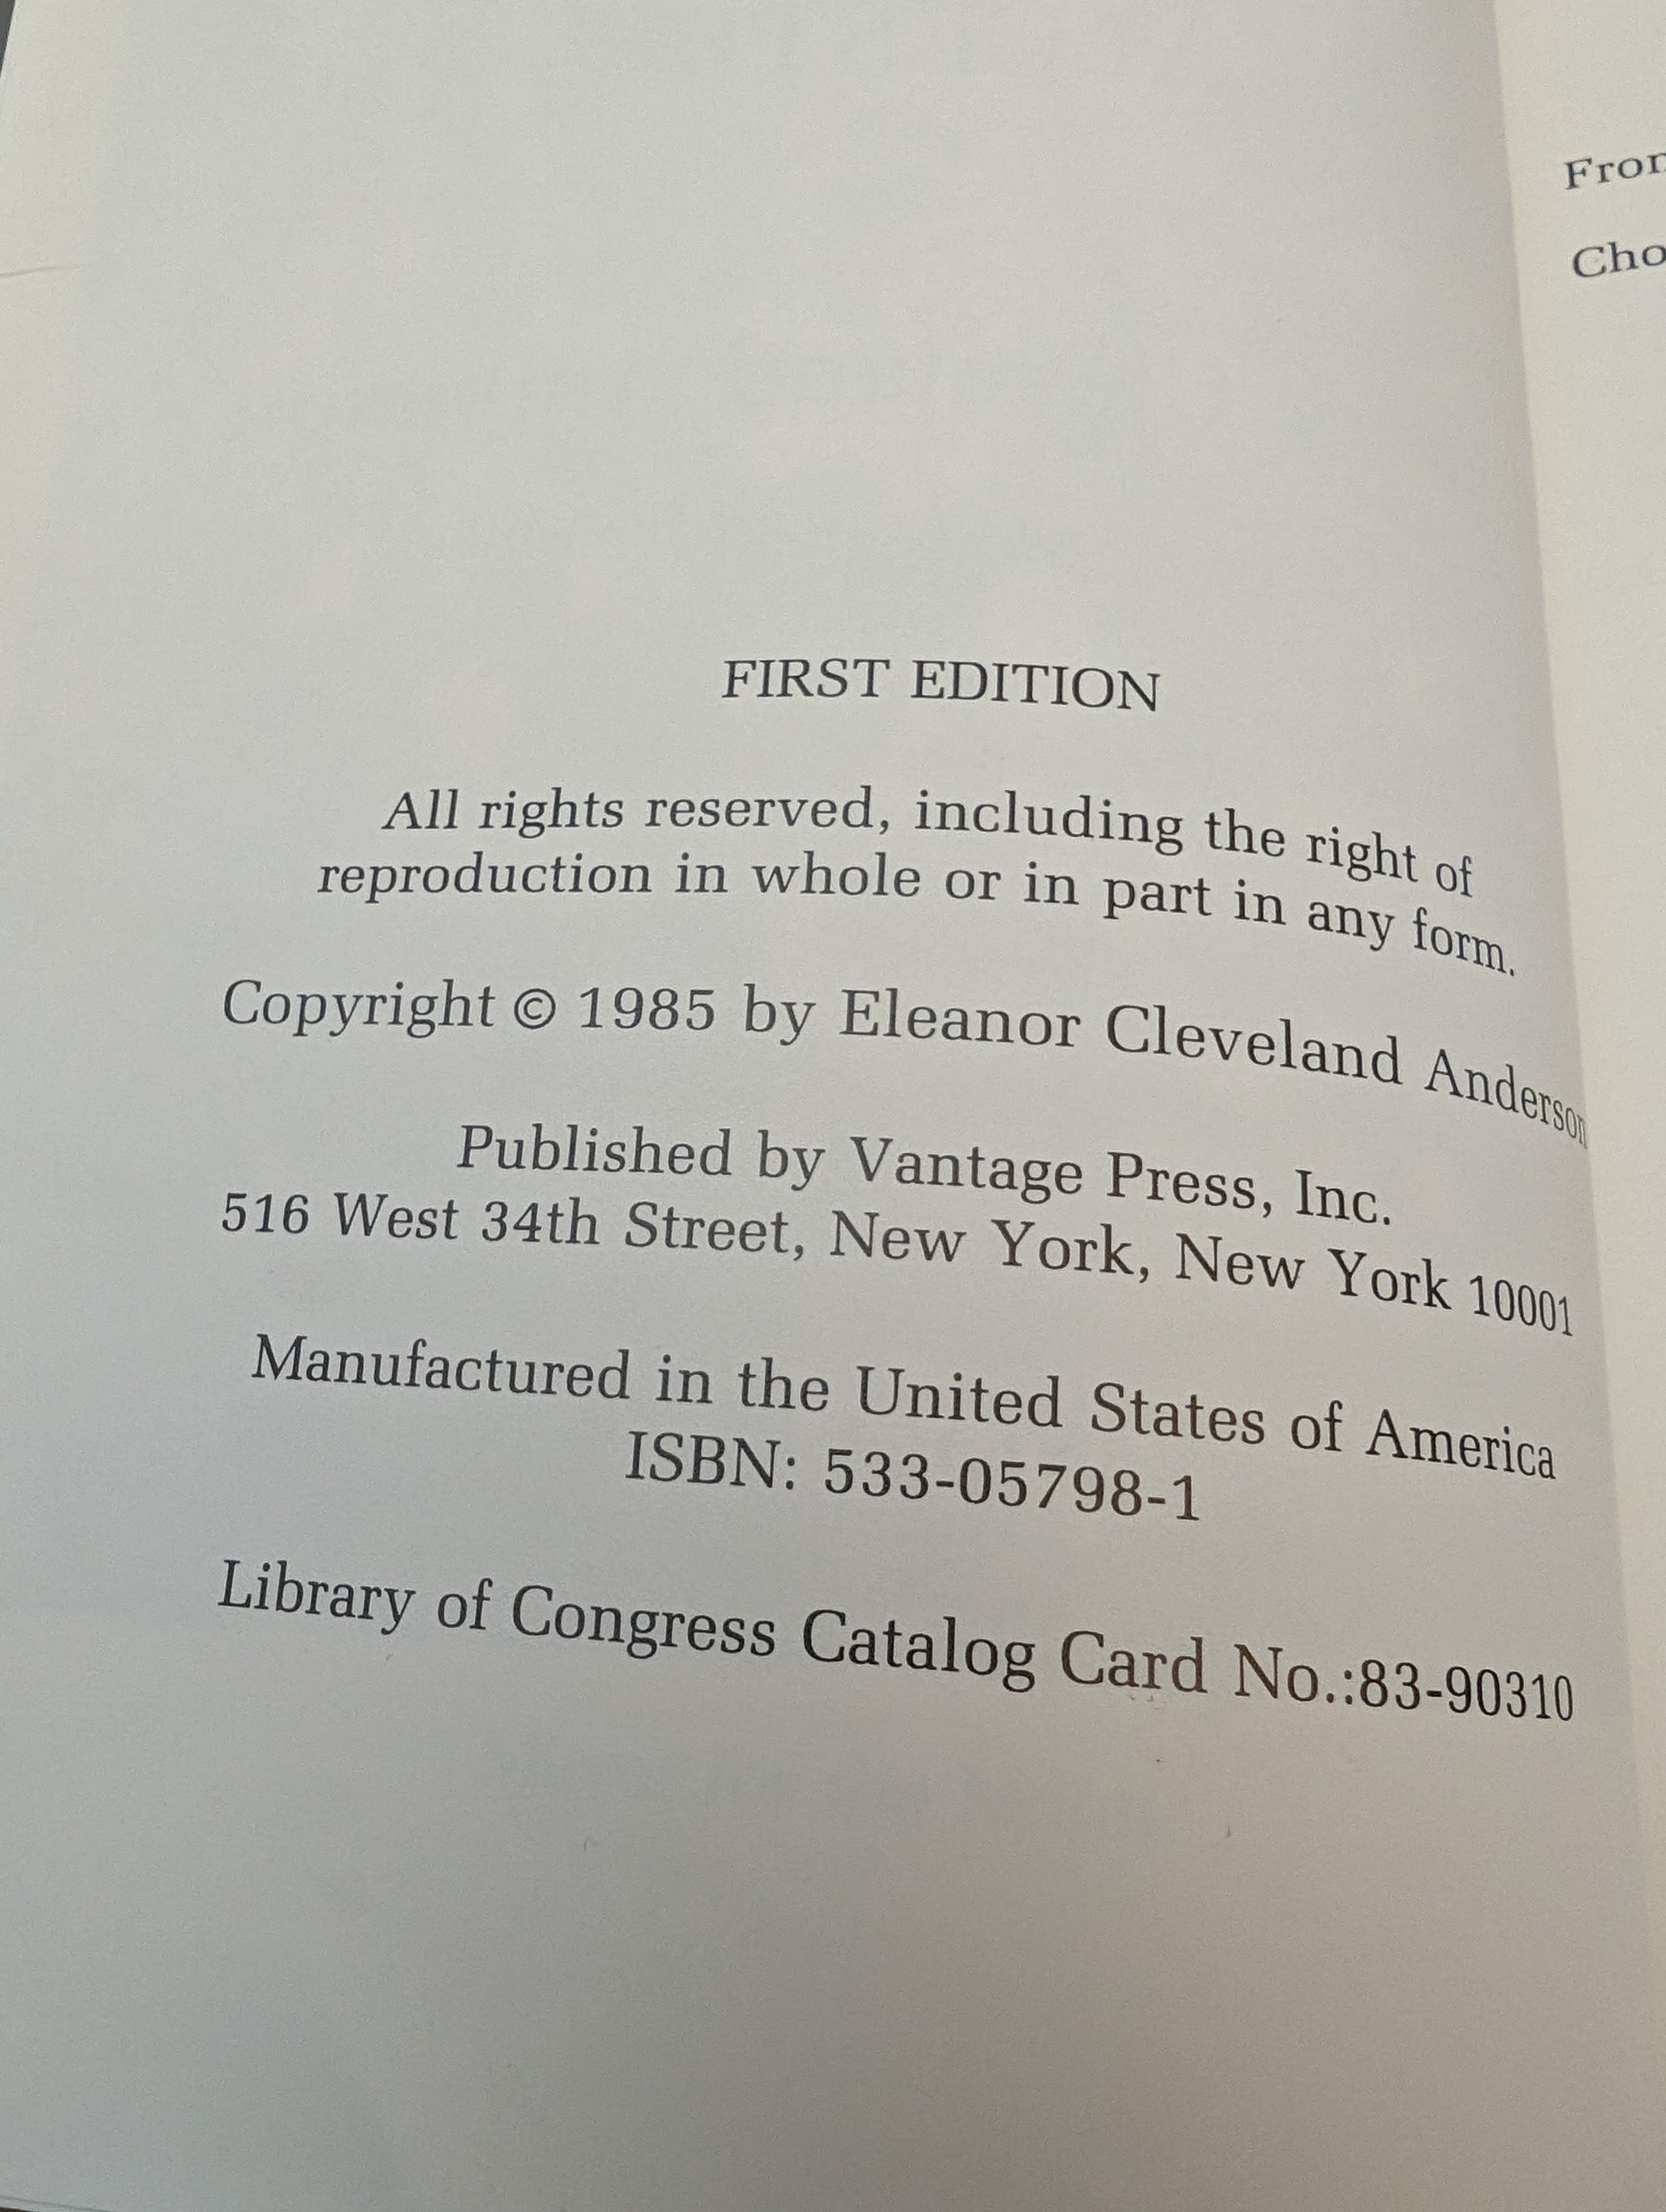 FIRST EDITION
All rights reserved, including the right of
reproduction in whole or in part in any form.
Copyright © 1985 by Eleanor Cleveland Anderson
Published by Vantage Press, Inc.
516 West 34th Street, New York, New York 10001
Manufactured in the United States of America
ISBN: 533-05798-1
Library of Congress Catalog Card No.:83-90310